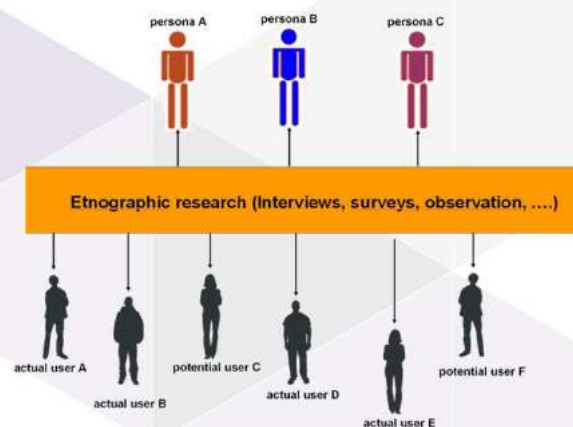 persona A
persona B
persona C
Etnographic research (Interviews, surveys, observation, ....)
actual user A
actual user B
potential user C
actual user D
actual user E
potential user F